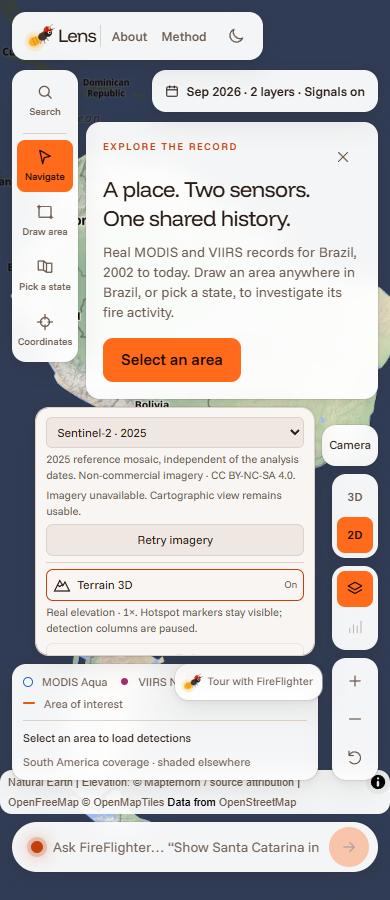 Lens
About
Method
Dominican
Republic
Search
Sep 2026 · 2 layers · Signals on
Navigate
Draw area
Pick a state
Coordinates
EXPLORE THE RECORD
A place. Two sensors.
One shared history.
Real MODIS and VIIRS records for Brazil,
2002 to today. Draw an area anywhere in
Brazil, or pick a state, to investigate its
fire activity.
Select an area
Bolivia
Sentinel-2 · 2025
2025 reference mosaic, independent of the analysis
dates. Non-commercial imagery · CC BY-NC-SA 4.0.
Imagery unavailable. Cartographic view remains
usable.
Retry imagery
Terrain 3D
On
Real elevation · 1×. Hotspot markers stay visible;
detection columns are paused.
Camera
3D
2D
MODIS Aqua
VIIRS N
Tour with FireFlighter
Area of interest
Select an area to load detections
South America coverage · shaded elsewhere
Natural Earth | Elevation: © Mapterhorn / source attribution |
OpenFreeMap © OpenMapTiles Data from OpenStreetMap
Ask FireFlighter… “Show Santa Catarina in